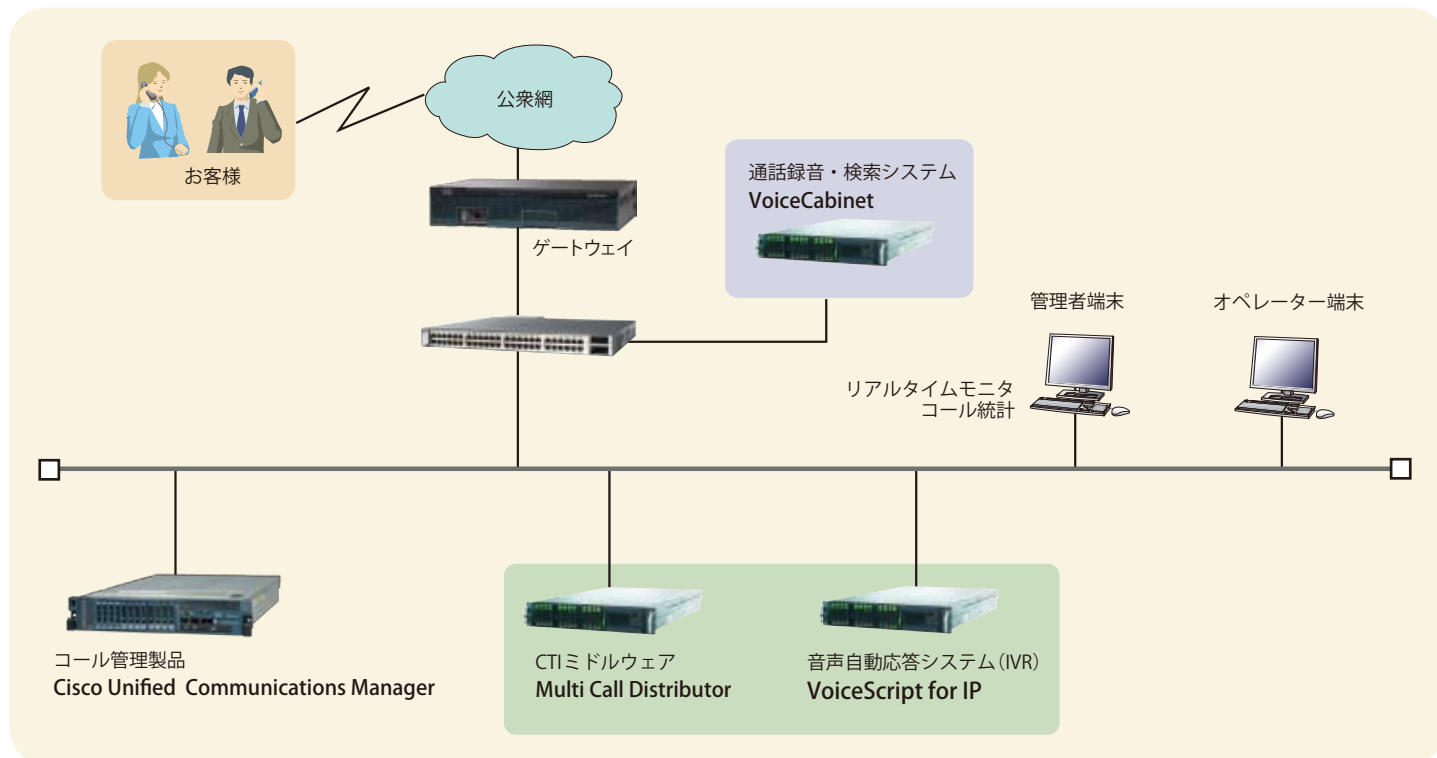 公衆網
お客様
通話録音・検索システム
VoiceCabinet
ゲートウェイ
管理者端末
オペレーター端末
リアルタイムモニタ
コール統計
コール管理製品
Cisco Unified Communications Manager
CTIミドルウェア
Multi Call Distributor
音声自動応答システム(IVR)
VoiceScript for IP